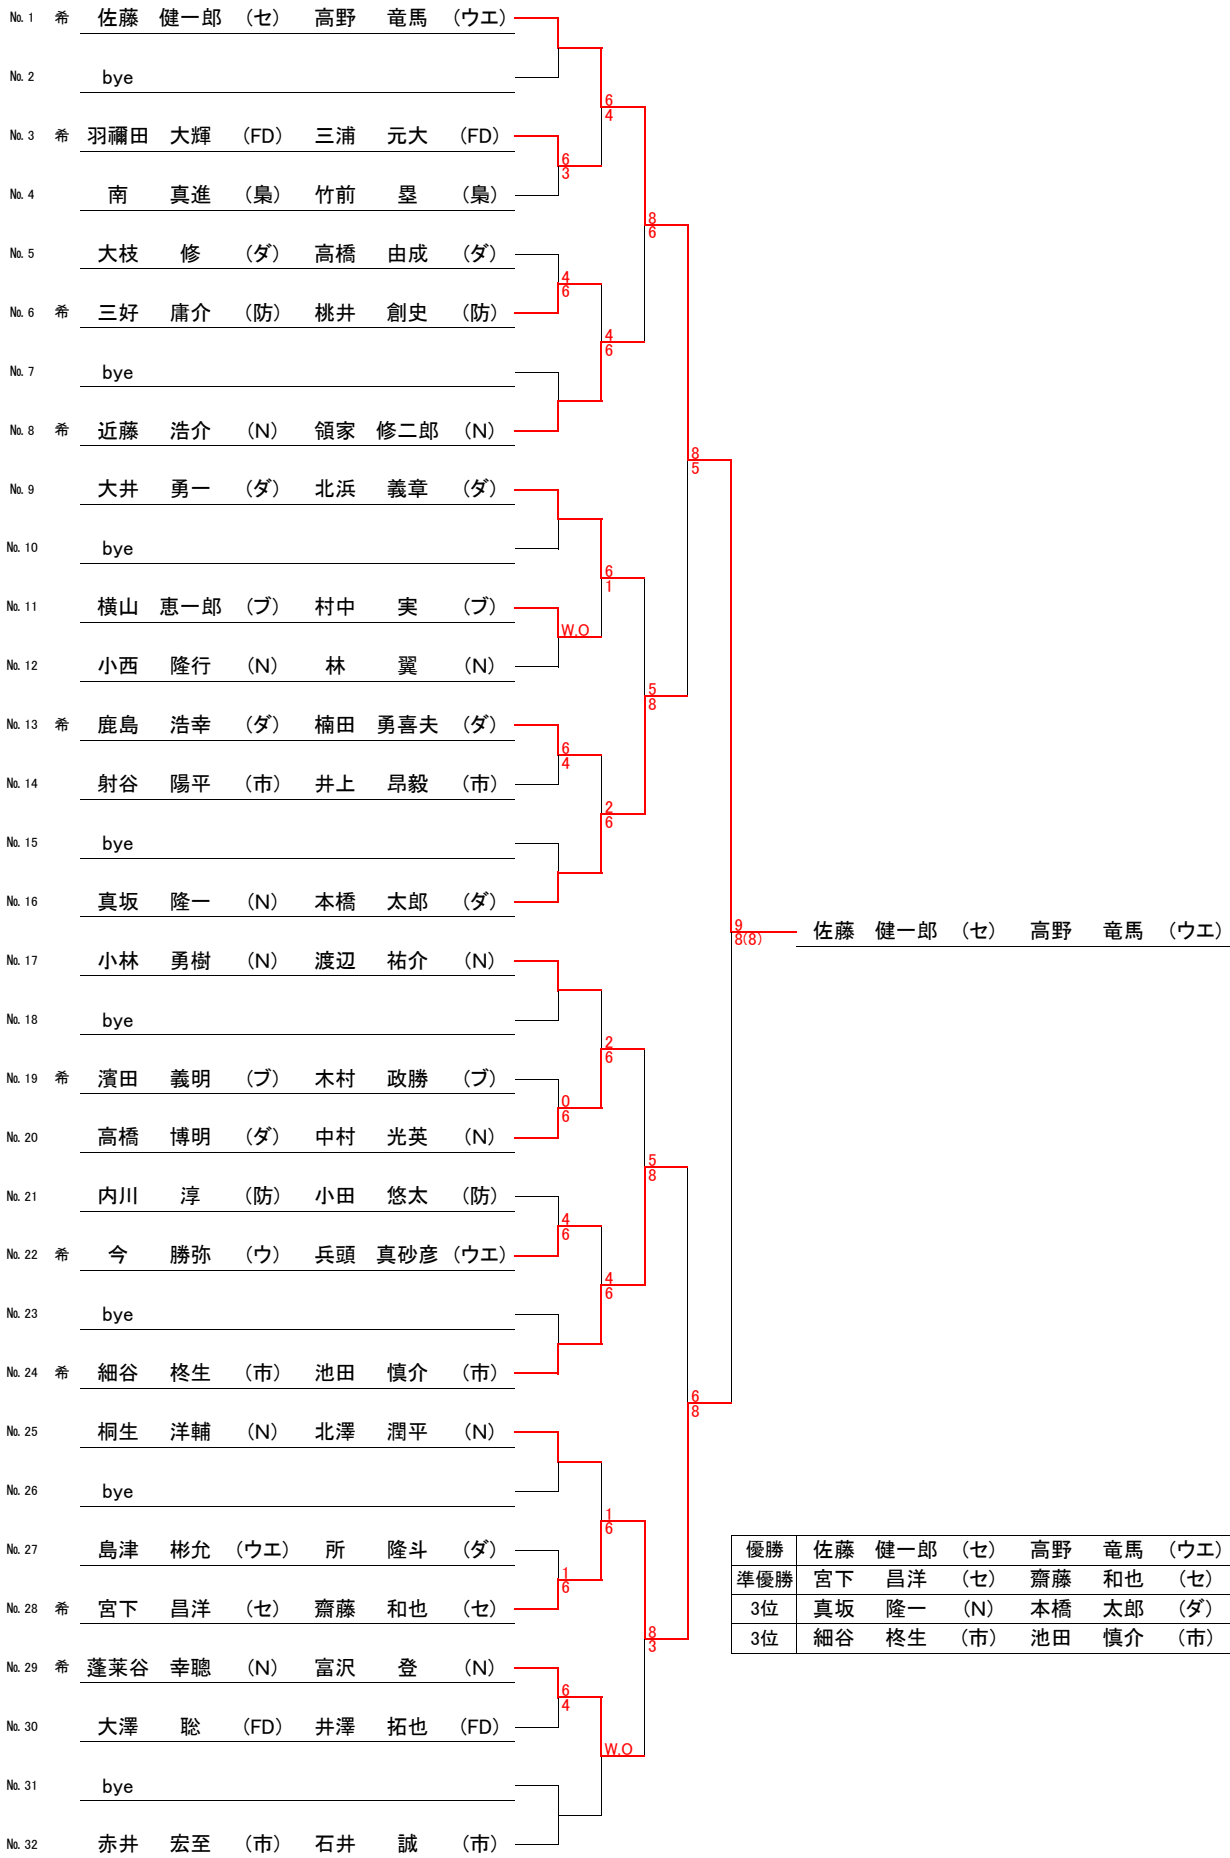 № 1 希 佐藤 健一郎 (セ) 高野 竜馬 (ウエ)
№ 2 bye
6
4
№ 3 希 羽禰田 大輝 (FD) 三浦 元大 (FD)
6
3
№ 4 南 真進 (梟) 竹前 塁 (梟)
8
6
№ 5 大枝 修 (ダ) 高橋 由成 (ダ)
4
6
№ 6 希 三好 庸介 (防) 桃井 創史 (防)
4
6
№ 7 bye
№ 8 希 近藤 浩介 (N) 領家 修二郎 (N)
8
5
№ 9 大井 勇一 (ダ) 北浜 義章 (ダ)
№ 10 bye
6
1
№ 11 横山 恵一郎 (ブ) 村中 実 (ブ)
W.O
№ 12 小西 隆行 (N) 林 翼 (N)
5
8
№ 13 希 鹿島 浩幸 (ダ) 楠田 勇喜夫 (ダ)
6
4
№ 14 射谷 陽平 (市) 井上 昂毅 (市)
2
6
№ 15 bye
№ 16 真坂 隆一 (N) 本橋 太郎 (ダ)
9
8(8)
佐藤 健一郎 (セ) 高野 竜馬 (ウエ)
№ 17 小林 勇樹 (N) 渡辺 祐介 (N)
№ 18 bye
2
6
№ 19 希 濱田 義明 (ブ) 木村 政勝 (ブ)
0
6
№ 20 高橋 博明 (ダ) 中村 光英 (N)
5
8
№ 21 内川 淳 (防) 小田 悠太 (防)
4
6
№ 22 希 今 勝弥 (ウ) 兵頭 真砂彦 (ウエ)
4
6
№ 23 bye
№ 24 希 細谷 柊生 (市) 池田 慎介 (市)
6
8
№ 25 桐生 洋輔 (N) 北澤 潤平 (N)
№ 26 bye
1
6
№ 27 島津 彬允 (ウエ) 所 隆斗 (ダ)
1
6
№ 28 希 宮下 昌洋 (セ) 齋藤 和也 (セ)
8
3
№ 29 希 蓬莱谷 幸聰 (N) 富沢 登 (N)
6
4
№ 30 大澤 聡 (FD) 井澤 拓也 (FD)
W.O
№ 31 bye
№ 32 赤井 宏至 (市) 石井 誠 (市)
優勝 佐藤 健一郎 (セ) 高野 竜馬 (ウエ)
準優勝 宮下 昌洋 (セ) 齋藤 和也 (セ)
3位 真坂 隆一 (N) 本橋 太郎 (ダ)
3位 細谷 柊生 (市) 池田 慎介 (市)